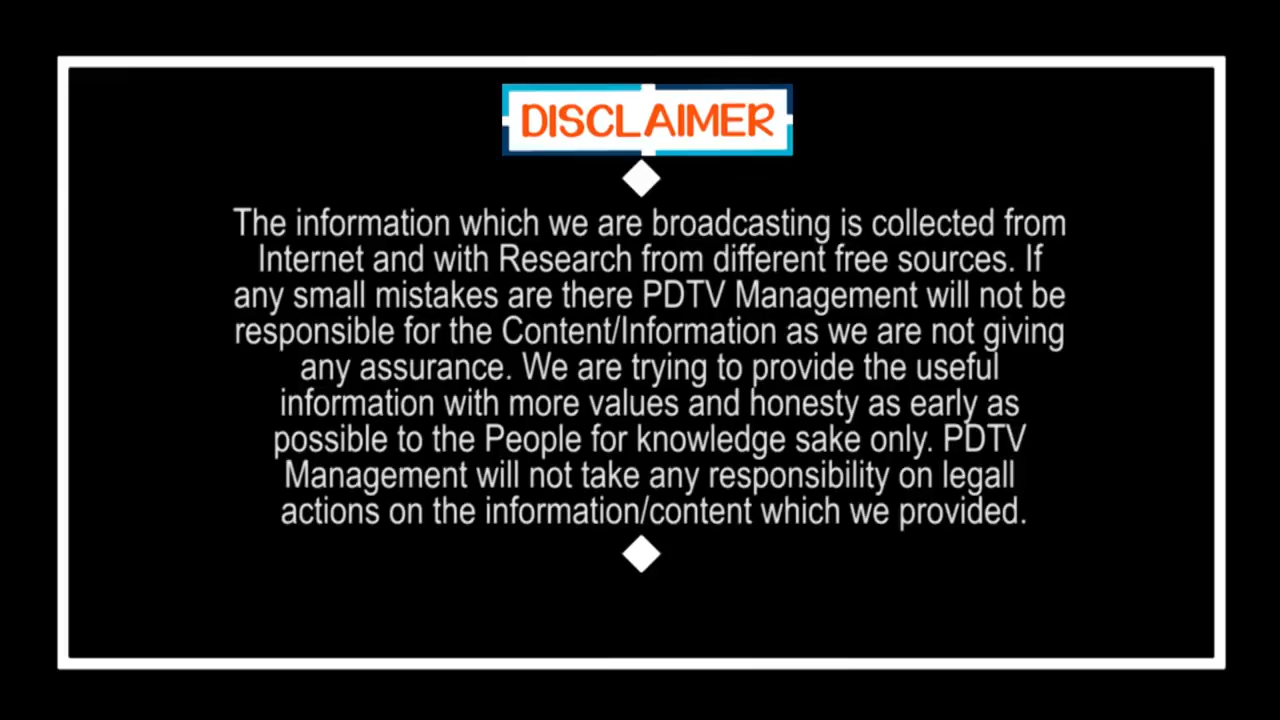 DISCLAIMER
The information which we are broadcasting is collected from
Internet and with Research from different free sources. If
any small mistakes are there PDTV Management will not be
responsible for the Content/Information as we are not giving
any assurance. We are trying to provide the useful
information with more values and honesty as early as
possible to the People for knowledge sake only. PDTV
Management will not take any responsibility on legall
actions on the information/content which we provided.